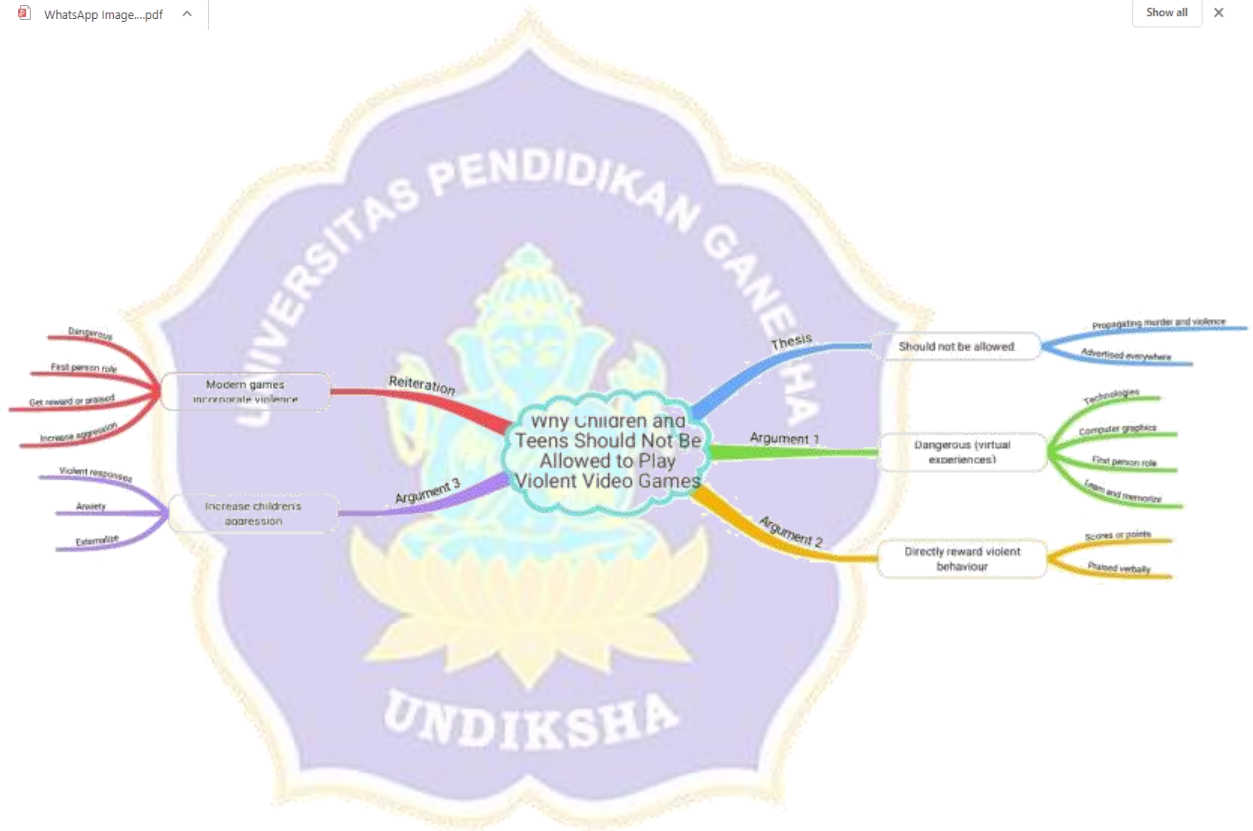 WhatsApp Image....pdf
Show all
UNIVERSITAS PENDIDIKAN GANESHA
Why Children and
Teens Should Not Be
Allowed to Play
Violent Video Games
Thesis
Should not be allowed
Propagating murder and violence
Advertised everywhere
Argument 1
Dangerous (virtual
experiences)
Technologies
Computer graphics
First person role
Learn and memorize
Argument 2
Directly reward violent
behaviour
Scores or points
Praised verbally
Argument 3
Increase children's
aggression
Violent responses
Anxiety
Externalize
Reiteration
Modern games
incorporate violence
Dangerous
First person role
Get reward or praised
Increase aggression
UNDIKSHA